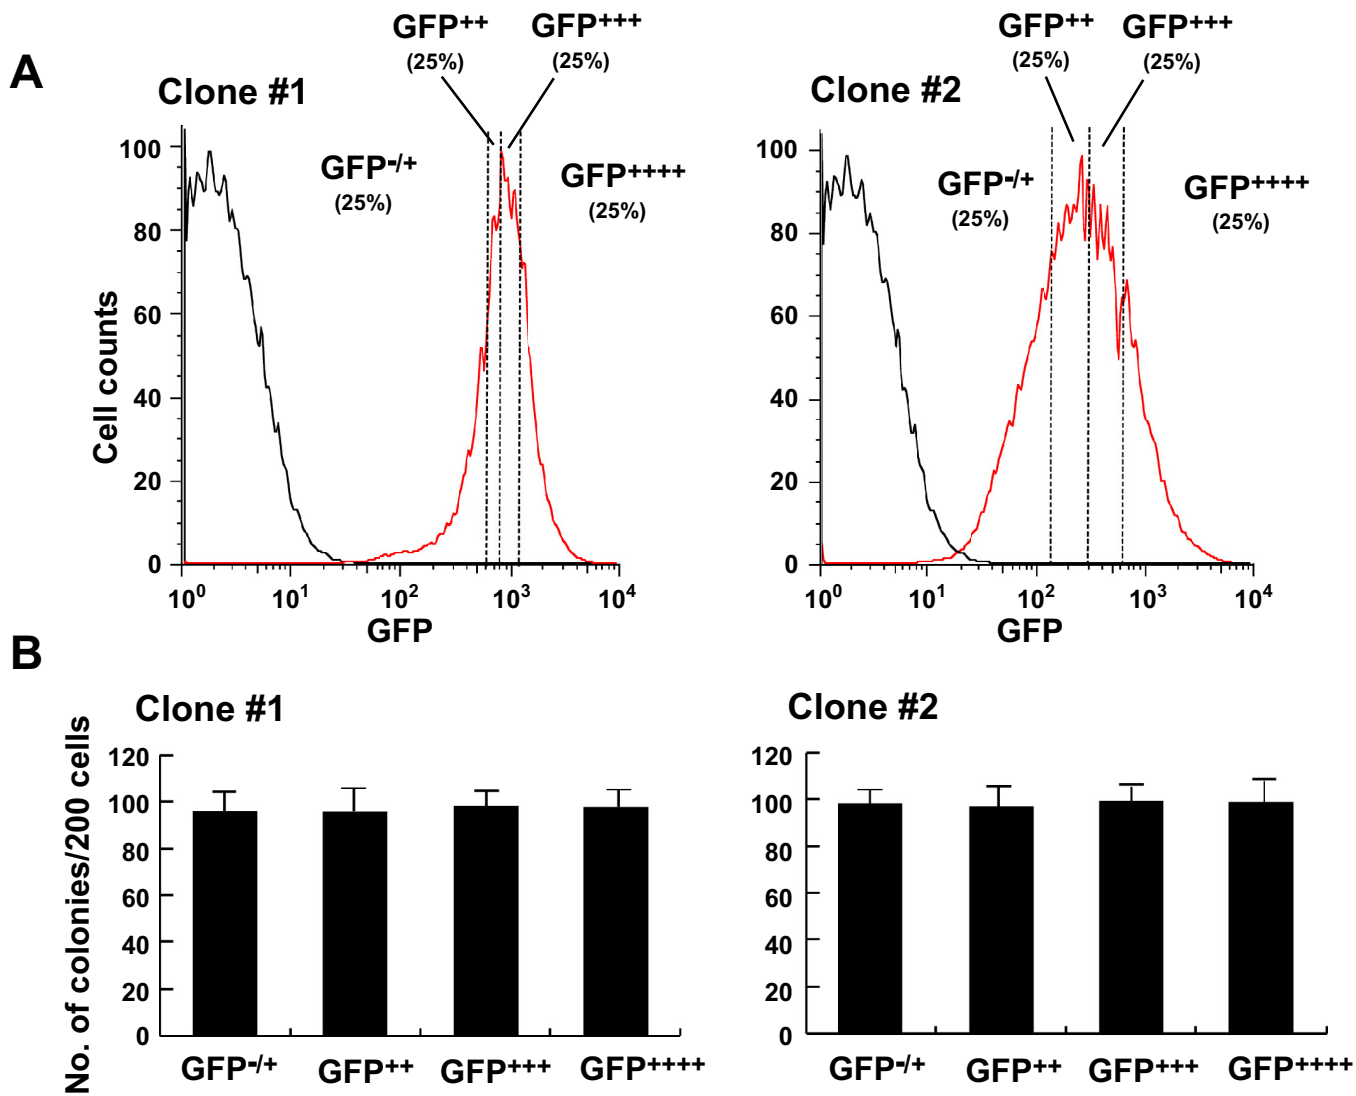 A
Clone #1
GFP++
(25%)
GFP+++
(25%)
GFP-/+
(25%)
GFP++++
(25%)
Cell counts
100
80
60
40
20
0
10^0 10^1 10^2 10^3 10^4
GFP
Clone #2
GFP++
(25%)
GFP+++
(25%)
GFP-/+
(25%)
GFP++++
(25%)
100
80
60
40
20
0
10^0 10^1 10^2 10^3 10^4
GFP
B
Clone #1
No. of colonies/200 cells
120
100
80
60
40
20
0
GFP-/+ GFP++ GFP+++ GFP++++
Clone #2
120
100
80
60
40
20
0
GFP-/+ GFP++ GFP+++ GFP++++